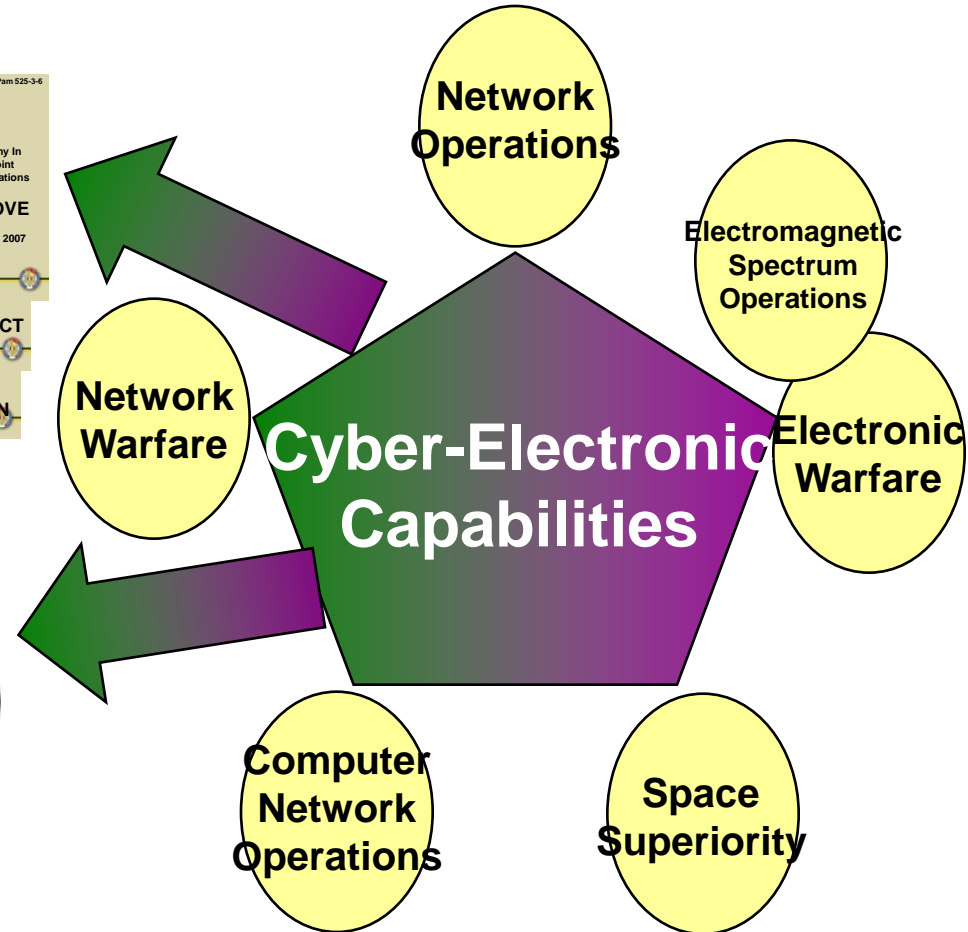 Pam 525-3-6
2007
Network
Operations
Electromagnetic
Spectrum
Operations
Network
Warfare
Electronic
Warfare
Cyber-Electronic
Capabilities
Computer
Network
Operations
Space
Superiority